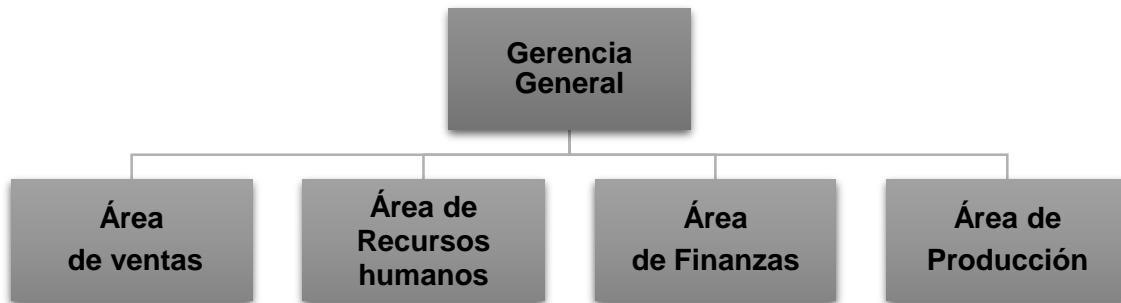 Gerencia
General
Área
de ventas
Área de
Recursos
humanos
Área
de Finanzas
Área de
Producción